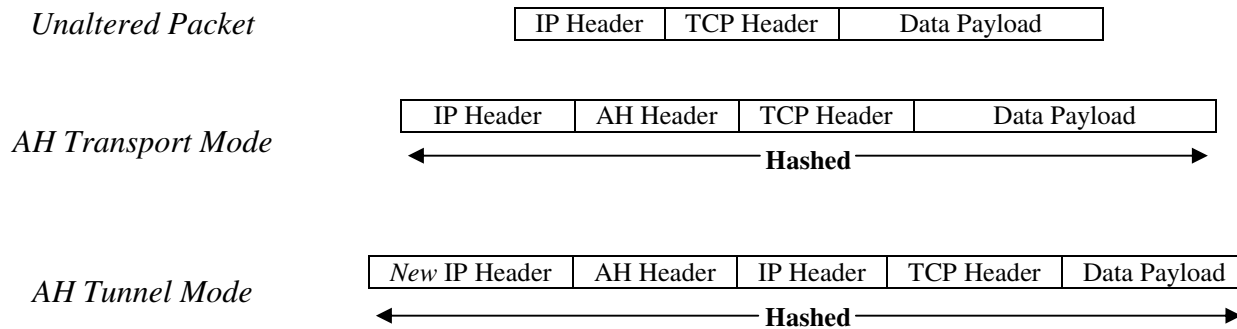 Unaltered Packet
IP Header TCP Header Data Payload
AH Transport Mode
IP Header AH Header TCP Header Data Payload
Hashed
AH Tunnel Mode
New IP Header AH Header IP Header TCP Header Data Payload
Hashed